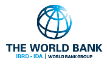 THE WORLD BANK
IBRD • IDA | WORLD BANK GROUP